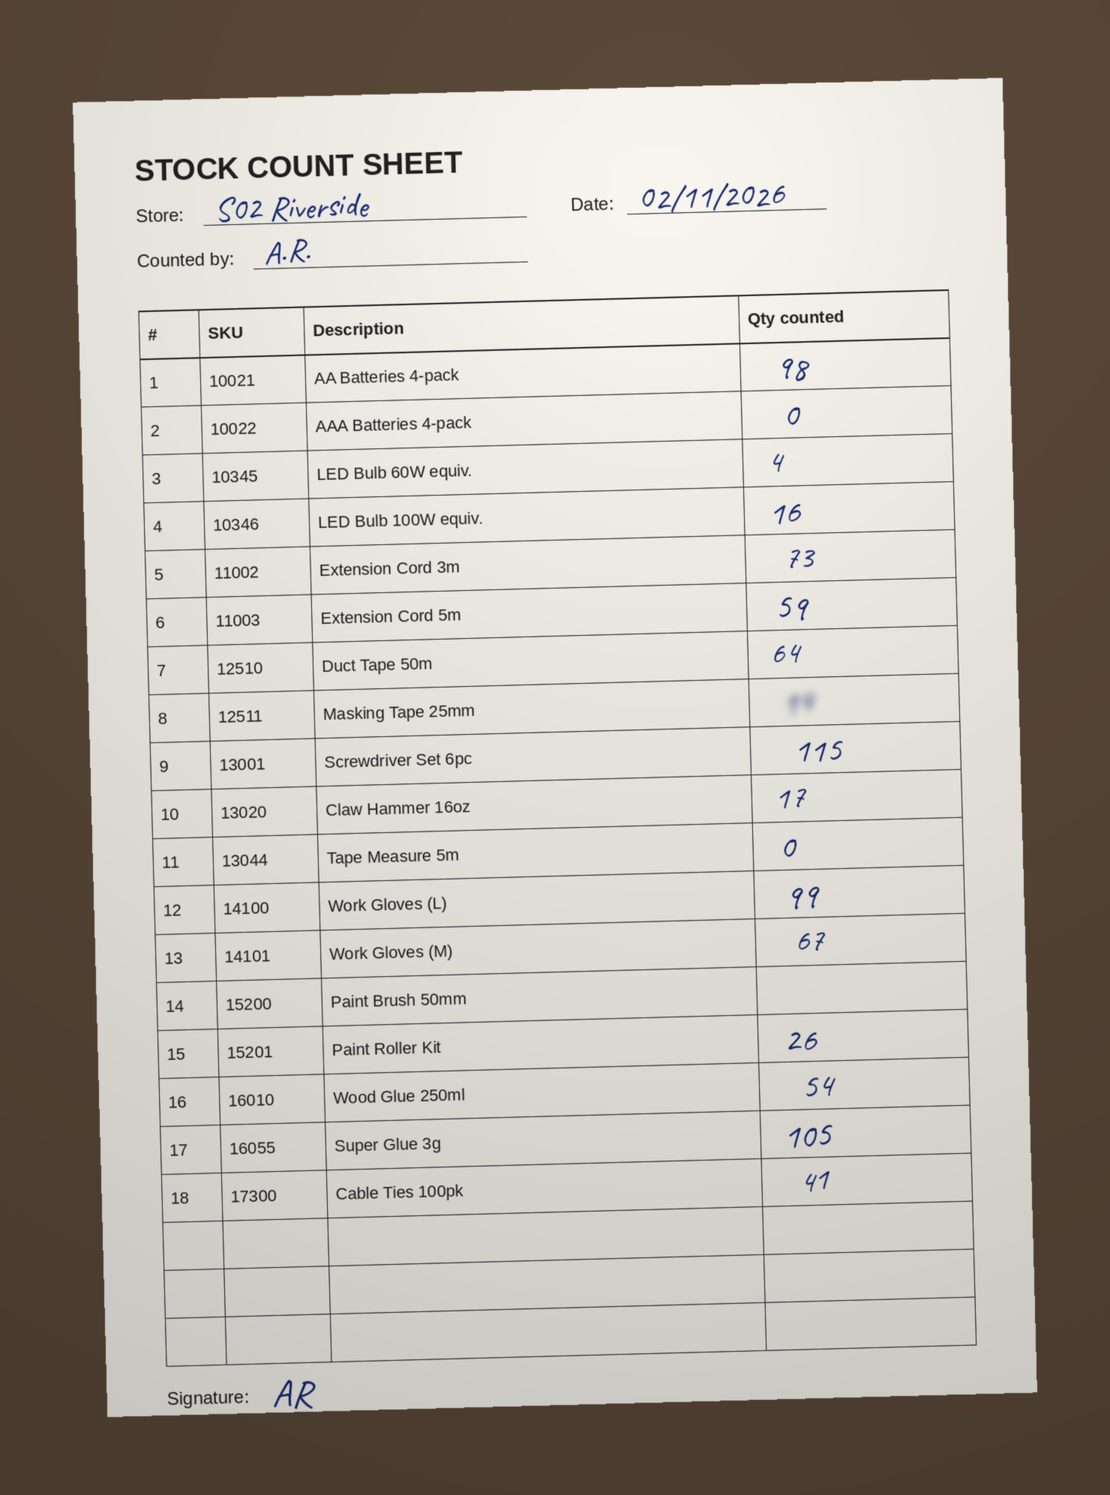 STOCK COUNT SHEET
Store: S02 Riverside Date: 02/11/2026
Counted by: A.R.
# SKU Description Qty counted
1 10021 AA Batteries 4-pack 98
2 10022 AAA Batteries 4-pack 0
3 10345 LED Bulb 60W equiv. 4
4 10346 LED Bulb 100W equiv. 16
5 11002 Extension Cord 3m 73
6 11003 Extension Cord 5m 59
7 12510 Duct Tape 50m 64
8 12511 Masking Tape 25mm
9 13001 Screwdriver Set 6pc 115
10 13020 Claw Hammer 16oz 17
11 13044 Tape Measure 5m 0
12 14100 Work Gloves (L) 99
13 14101 Work Gloves (M) 67
14 15200 Paint Brush 50mm
15 15201 Paint Roller Kit 26
16 16010 Wood Glue 250ml 54
17 16055 Super Glue 3g 105
18 17300 Cable Ties 100pk 41
Signature: AR